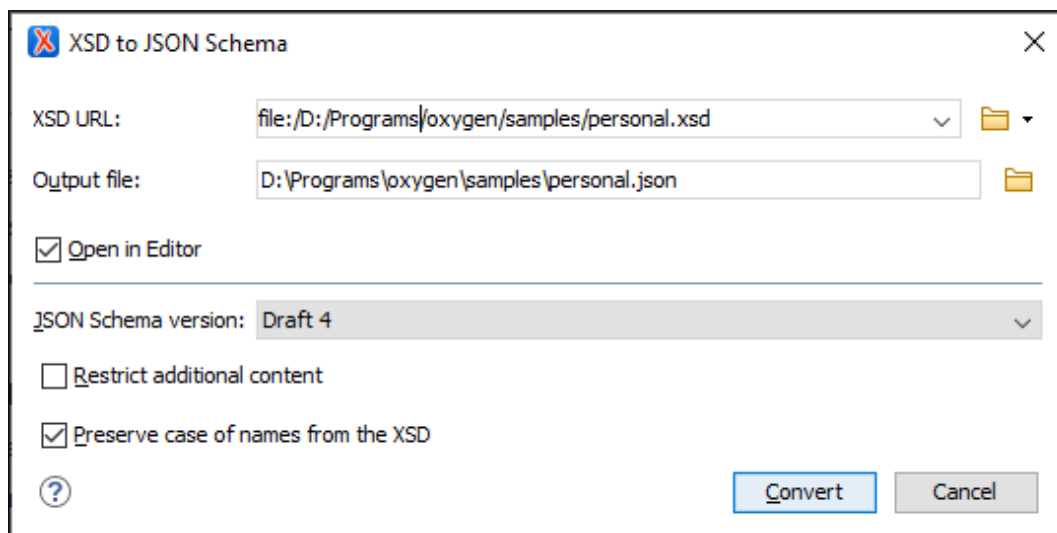 XSD to JSON Schema
XSD URL: file:/D:/Programs/oxygen/samples/personal.xsd
Output file: D:\Programs\oxygen\samples\personal.json
Open in Editor
JSON Schema version: Draft 4
Restrict additional content
Preserve case of names from the XSD
? Convert Cancel